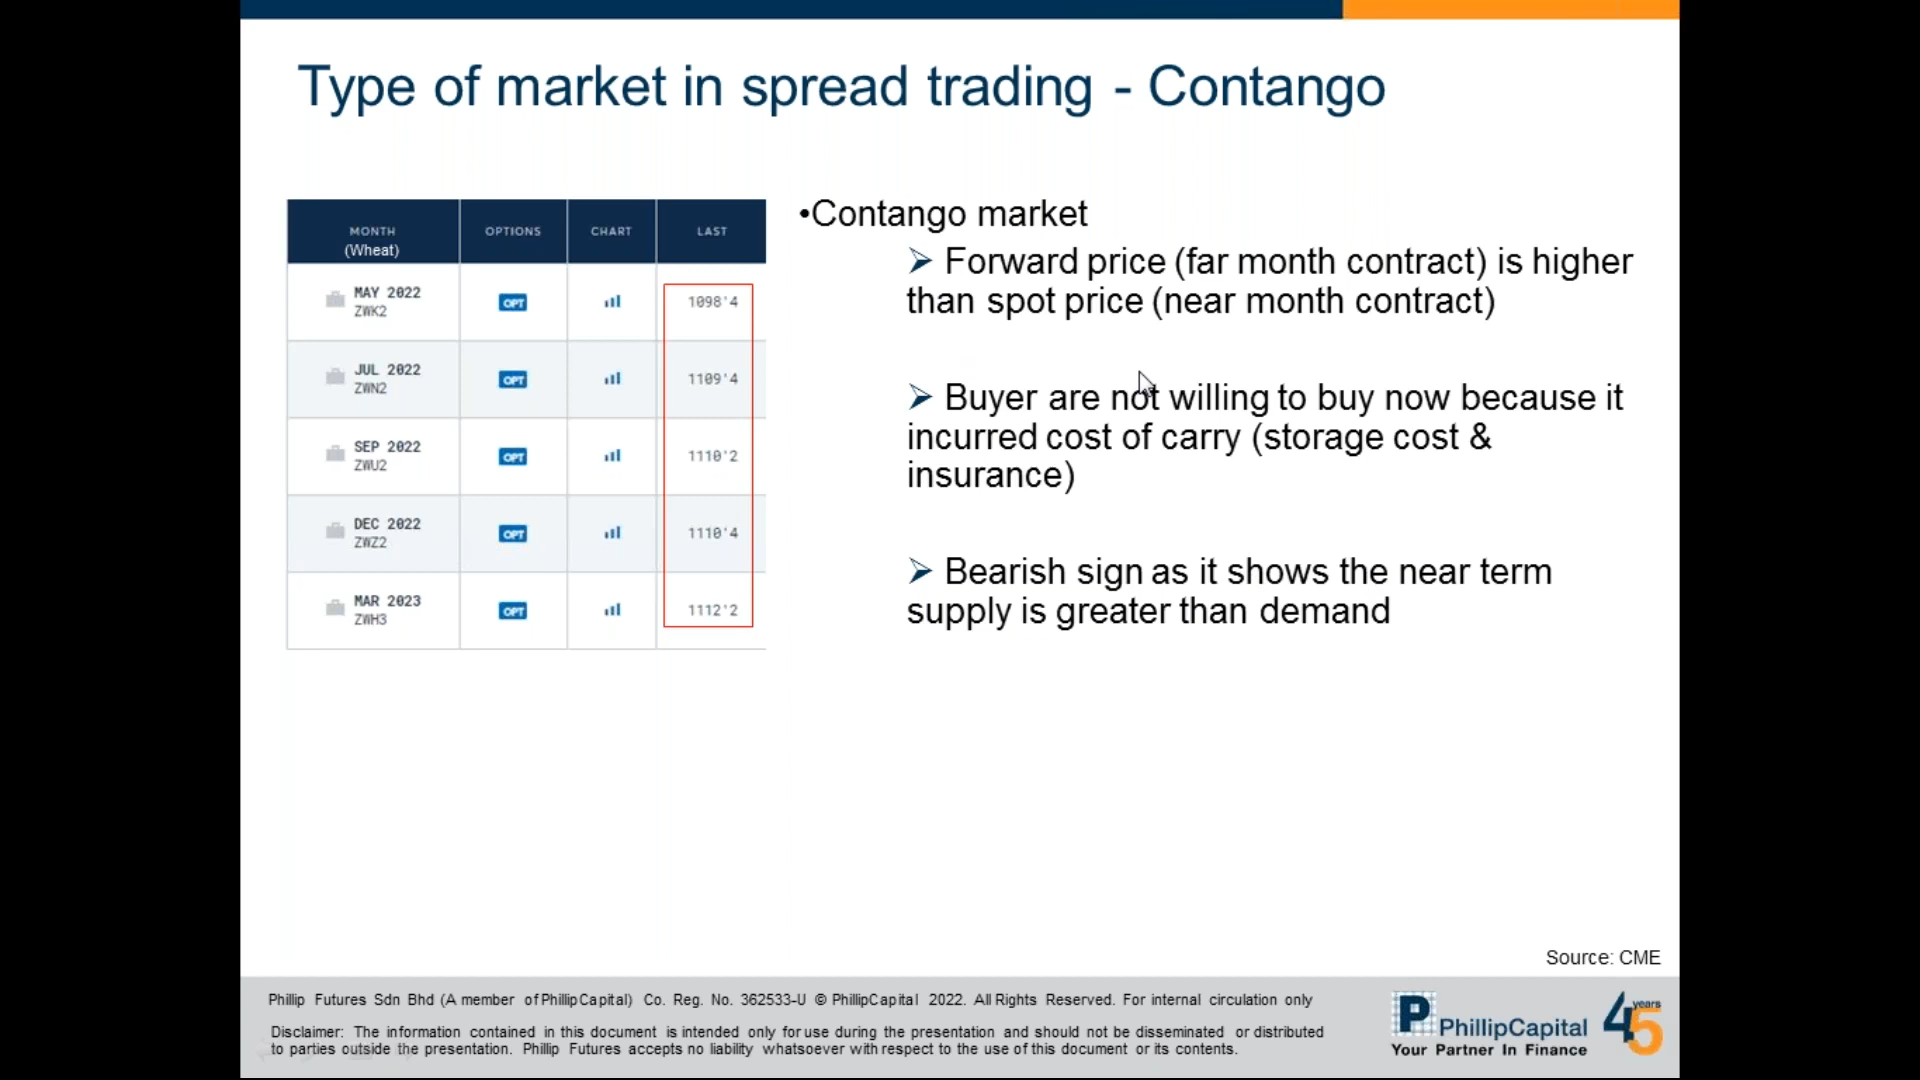 Type of market in spread trading - Contango
MONTH OPTIONS CHART LAST
(Wheat)
MAY 2022
ZWK2
OPT
1098'4
JUL 2022
ZWN2
OPT
1109'4
SEP 2022
ZWU2
OPT
1110'2
DEC 2022
ZWZ2
OPT
1110'4
MAR 2023
ZWH3
OPT
1112'2
•Contango market
➢ Forward price (far month contract) is higher
than spot price (near month contract)
➢ Buyer are not willing to buy now because it
incurred cost of carry (storage cost &
insurance)
➢ Bearish sign as it shows the near term
supply is greater than demand
Source: CME
Phillip Futures Sdn Bhd (A member of PhillipCapital) Co. Reg. No. 362533-U © PhillipCapital 2022. All Rights Reserved. For internal circulation only
Disclaimer: The information contained in this document is intended only for use during the presentation and should not be disseminated or distributed
to parties outside the presentation. Phillip Futures accepts no liability whatsoever with respect to the use of this document or its contents.
P PhillipCapital
Your Partner In Finance
45 years